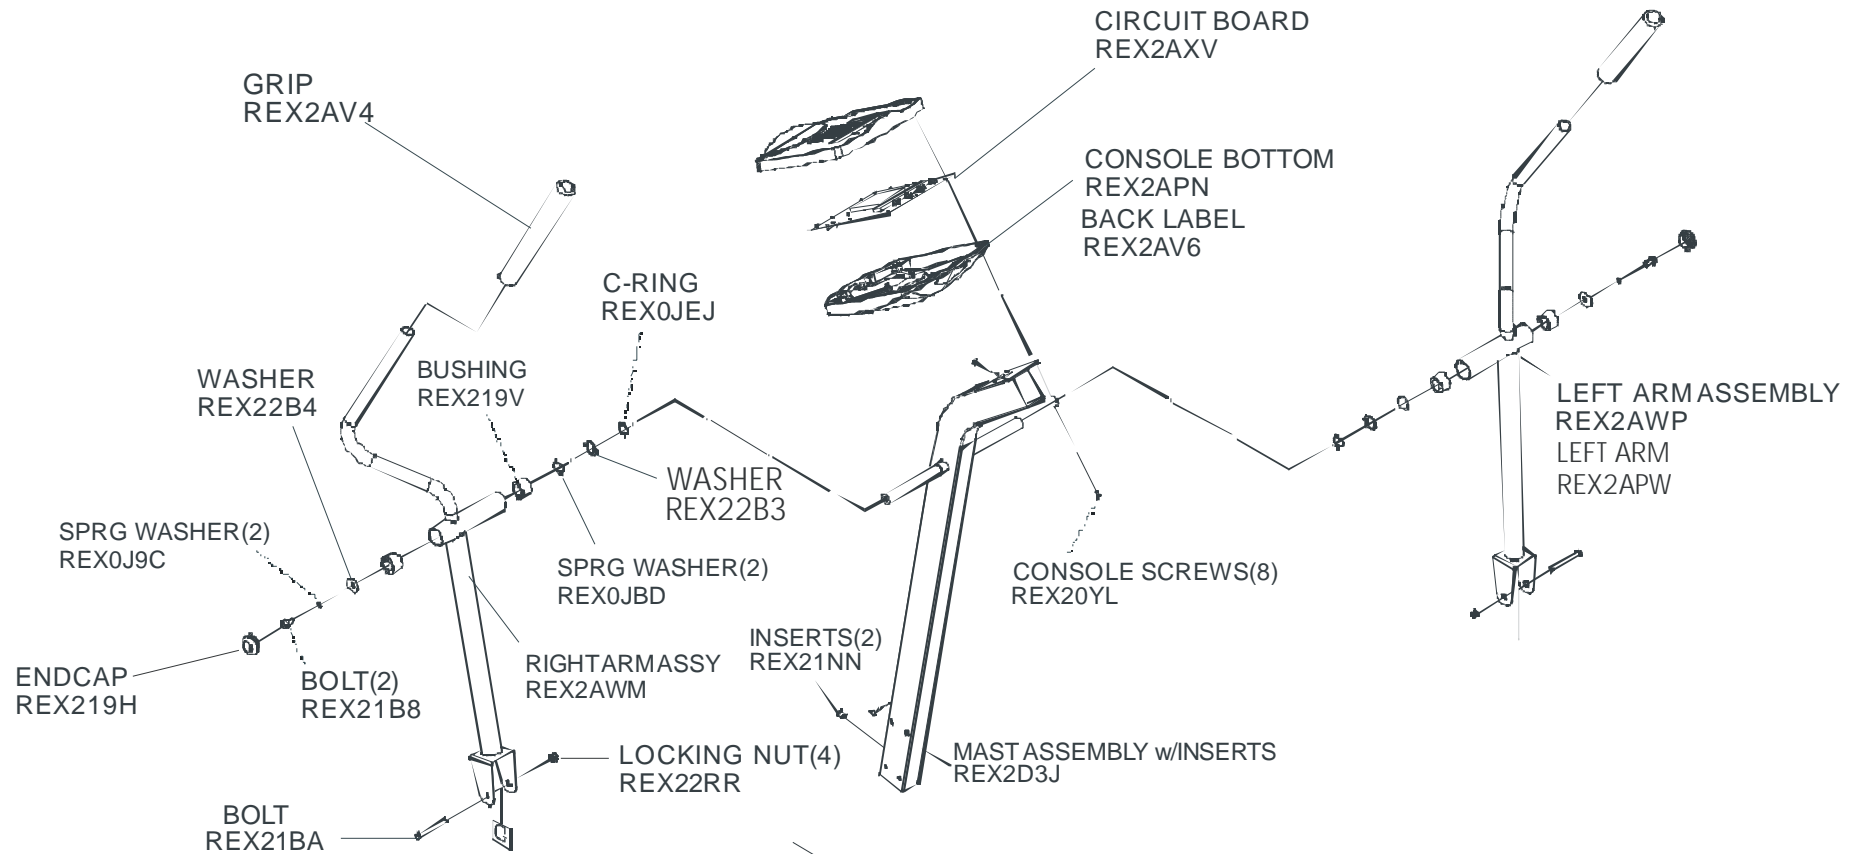 CIRCUIT BOARD
REX2AXV
GRIP
REX2AV4
CONSOLE BOTTOM
REX2APN
BACK LABEL
REX2AV6
C-RING
REX0JEJ
WASHER
REX22B4
BUSHING
REX219V
LEFT ARM ASSEMBLY
REX2AWP
LEFT ARM
REX2APW
WASHER
REX22B3
SPRG WASHER(2)
REX0J9C
SPRG WASHER(2)
REX0JBD
CONSOLE SCREWS(8)
REX20YL
INSERTS(2)
REX21NN
ENDCAP
REX219H
BOLT(2)
REX21B8
RIGHT ARM ASSY
REX2AWM
LOCKING NUT(4)
REX22RR
MAST ASSEMBLY w/INSERTS
REX2D3J
BOLT
REX21BA